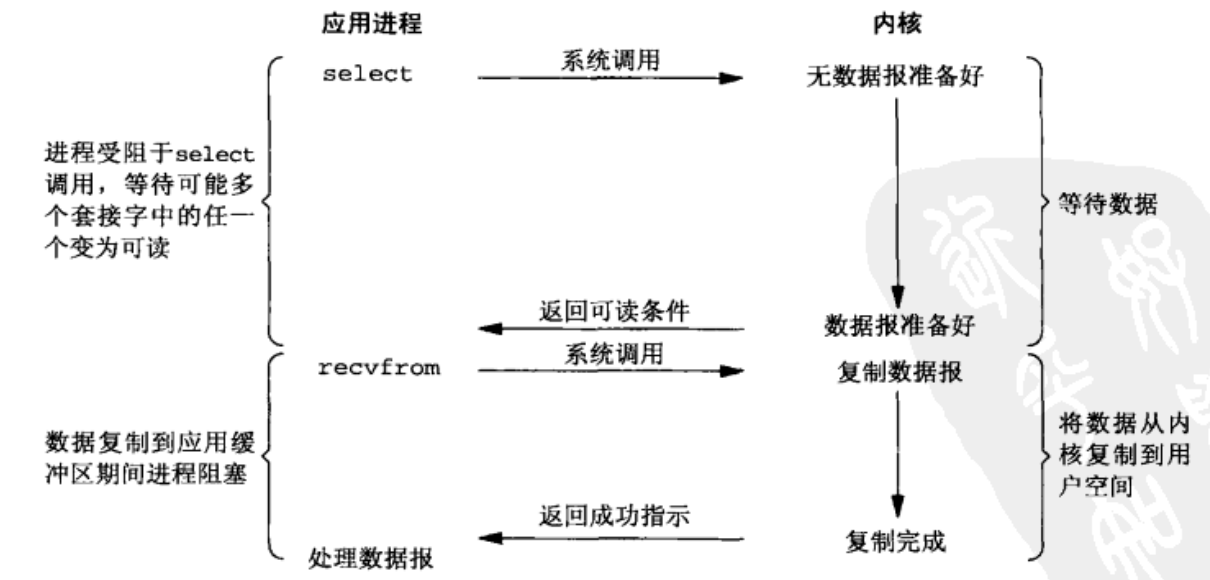 应用进程
内核
select
系统调用
无数据报准备好
进程受阻于select
调用，等待可能多
个套接字中的任一
个变为可读
等待数据
返回可读条件
数据报准备好
recvfrom
系统调用
复制数据报
数据复制到应用缓
冲区期间进程阻塞
将数据从内
核复制到用
户空间
返回成功指示
复制完成
处理数据报